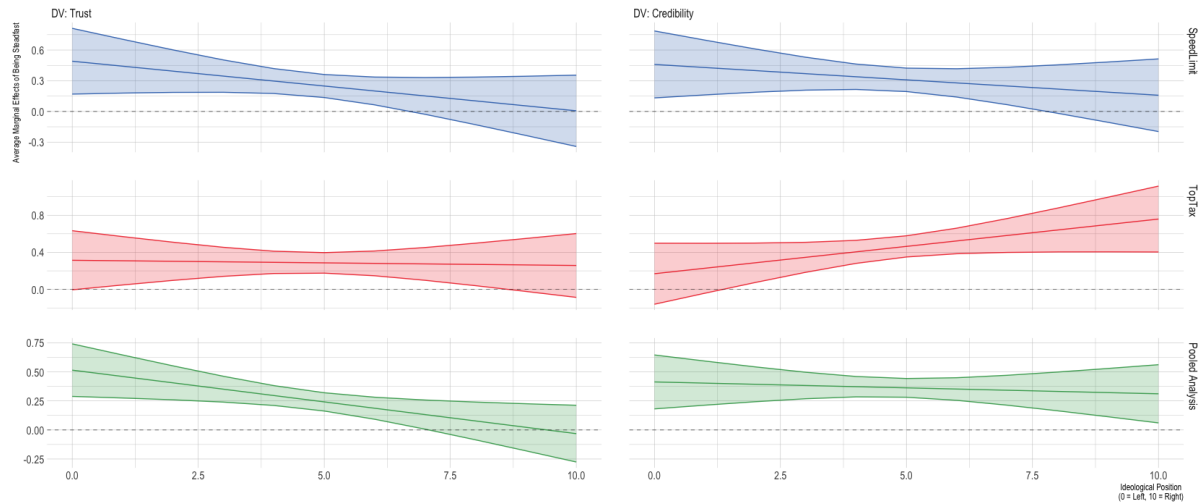 DV: Trust
DV: Credibility
Average Marginal Effects of Being Steadfast
0.6
0.3
0.0
-0.3
SpeedLimit
0.8
0.4
0.0
TopTax
0.75
0.50
0.25
0.00
-0.25
Pooled Analysis
0.0 2.5 5.0 7.5 10.0
0.0 2.5 5.0 7.5 10.0
Ideological Position
(0 = Left, 10 = Right)